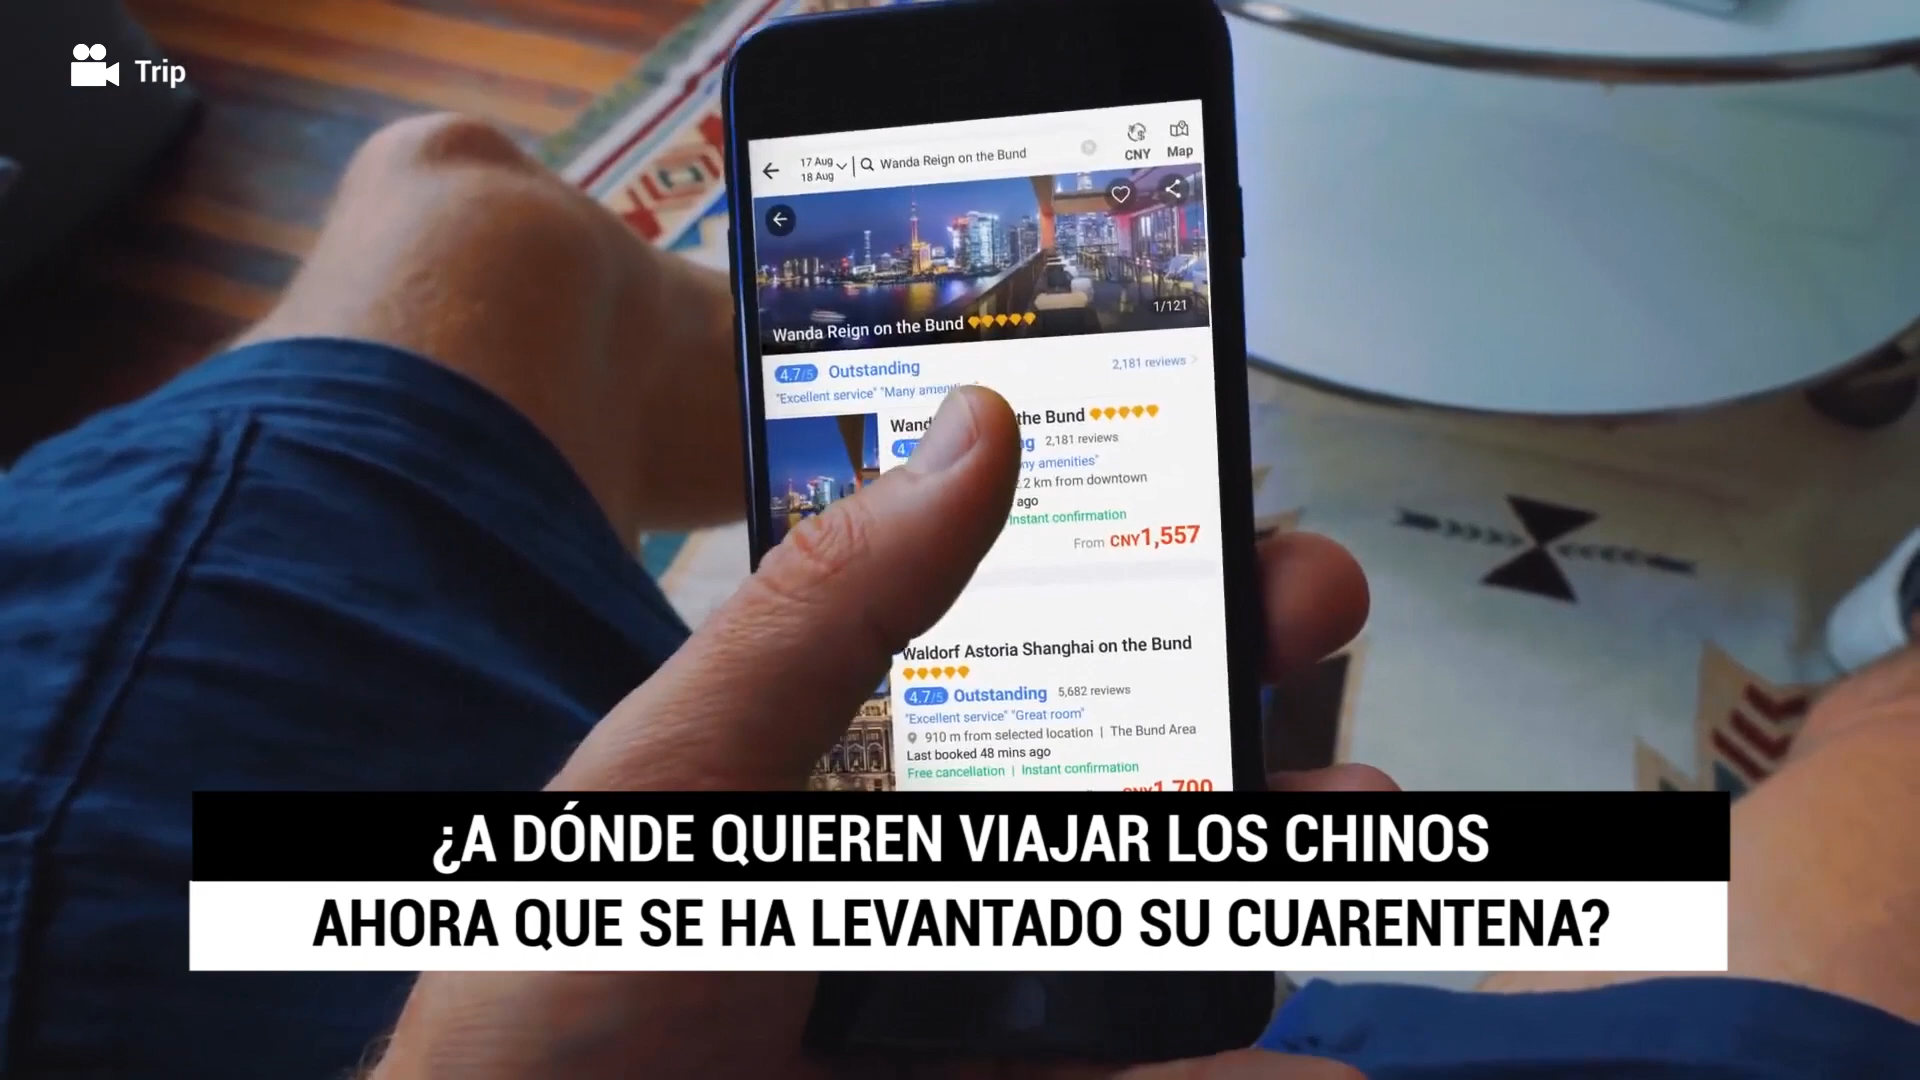 Trip
17 Aug
18 Aug
Wanda Reign on the Bund
CNY
Map
1/121
Wanda Reign on the Bund
4.7/5 Outstanding
2,181 reviews
"Excellent service" "Many
the Bund
2,181 reviews
amenities"
km from downtown
ago
Instant confirmation
From CNY1,557
Waldorf Astoria Shanghai on the Bund
4.7/5 Outstanding 5,682 reviews
"Excellent service" "Great room"
910 m from selected location | The Bund Area
Last booked 48 mins ago
Free cancellation | Instant confirmation
CNY1,700
¿A DÓNDE QUIEREN VIAJAR LOS CHINOS
AHORA QUE SE HA LEVANTADO SU CUARENTENA?